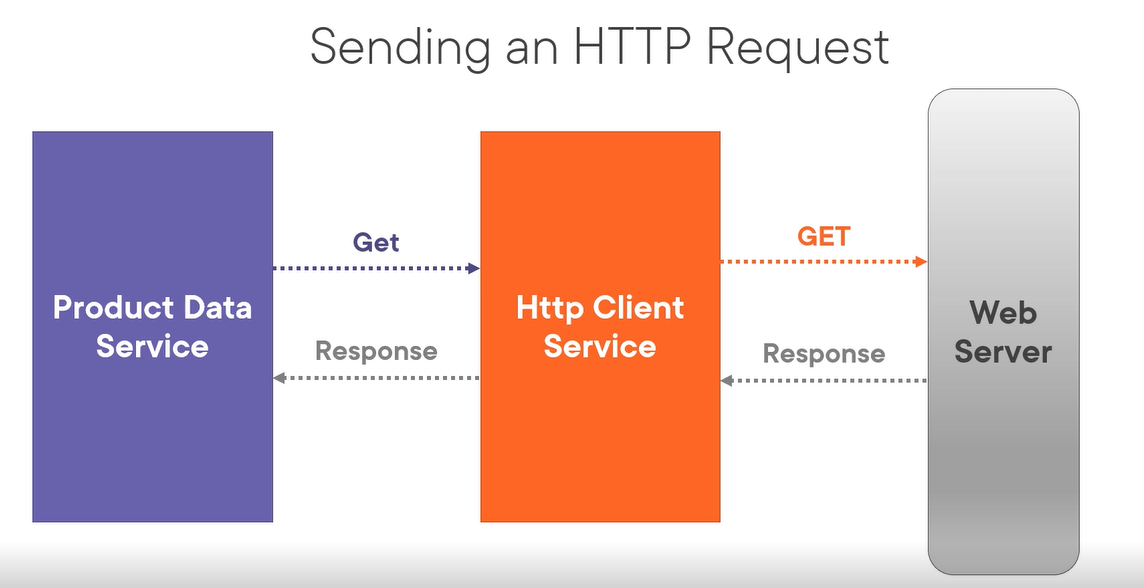 Sending an HTTP Request
Get
GET
Product Data
Service
Http Client
Service
Web
Server
Response
Response